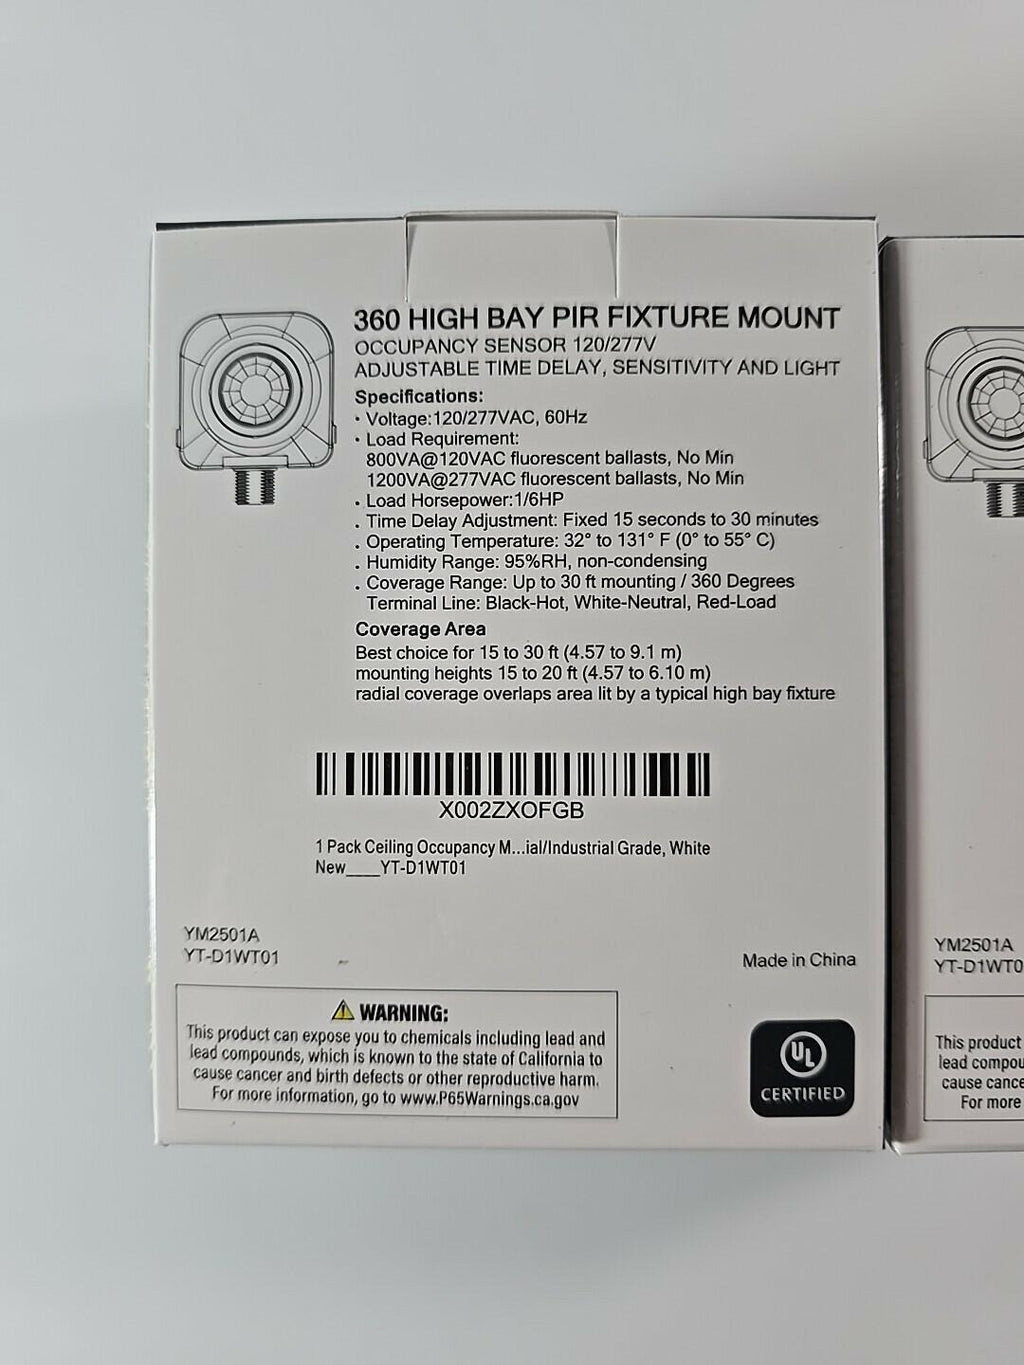 360 HIGH BAY PIR FIXTURE MOUNT
OCCUPANCY SENSOR 120/277V
ADJUSTABLE TIME DELAY, SENSITIVITY AND LIGHT
Specifications:
· Voltage:120/277VAC, 60Hz
· Load Requirement:
800VA@120VAC fluorescent ballasts, No Min
1200VA@277VAC fluorescent ballasts, No Min
. Load Horsepower:1/6HP
. Time Delay Adjustment: Fixed 15 seconds to 30 minutes
. Operating Temperature: 32° to 131° F (0° to 55° C)
. Humidity Range: 95%RH, non-condensing
. Coverage Range: Up to 30 ft mounting / 360 Degrees
Terminal Line: Black-Hot, White-Neutral, Red-Load
Coverage Area
Best choice for 15 to 30 ft (4.57 to 9.1 m)
mounting heights 15 to 20 ft (4.57 to 6.10 m)
radial coverage overlaps area lit by a typical high bay fixture
X002ZXOFGB
1 Pack Ceiling Occupancy M...ial/Industrial Grade, White
New____YT-D1WT01
YM2501A
YT-D1WT01
Made in China
WARNING:
This product can expose you to chemicals including lead and
lead compounds, which is known to the state of California to
cause cancer and birth defects or other reproductive harm.
For more information, go to www.P65Warnings.ca.gov
UL
CERTIFIED
YM2501A
YT-D1WT0
This product
lead compou
cause cance
For more